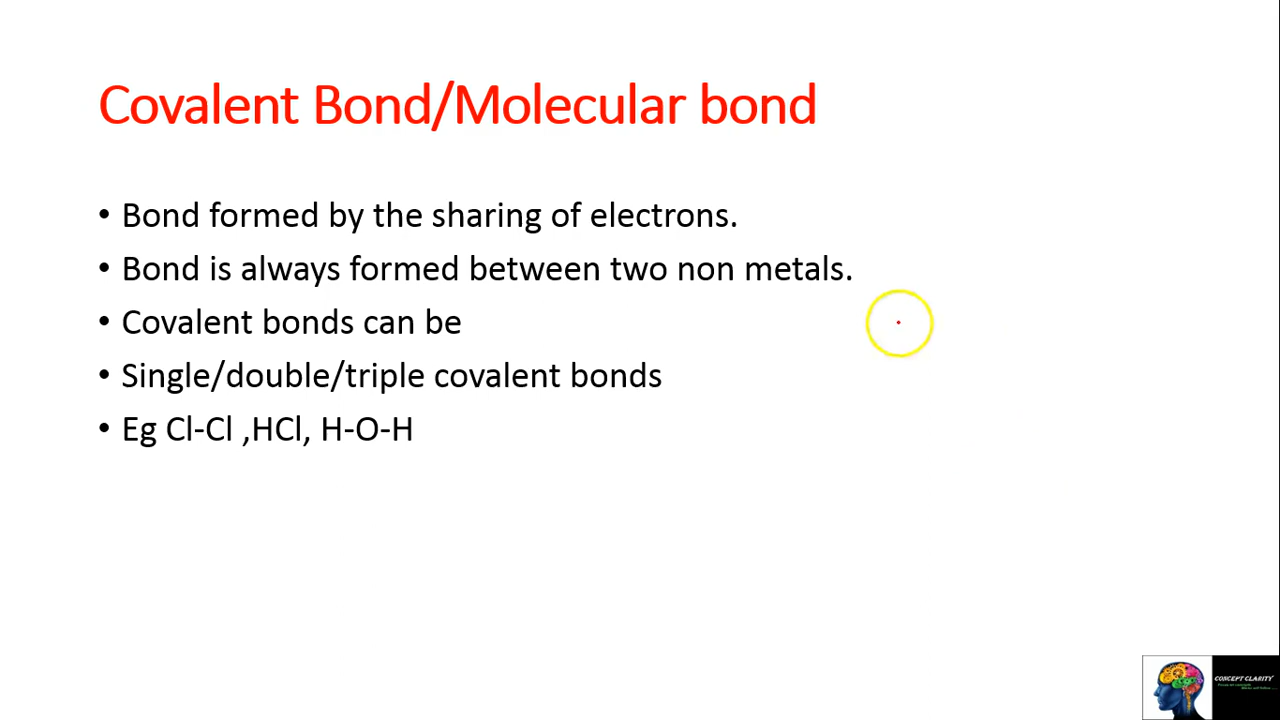 Covalent Bond/Molecular bond
• Bond formed by the sharing of electrons.
• Bond is always formed between two non metals.
• Covalent bonds can be
• Single/double/triple covalent bonds
• Eg Cl-Cl ,HCl, H-O-H
CONCEPT CLARITY